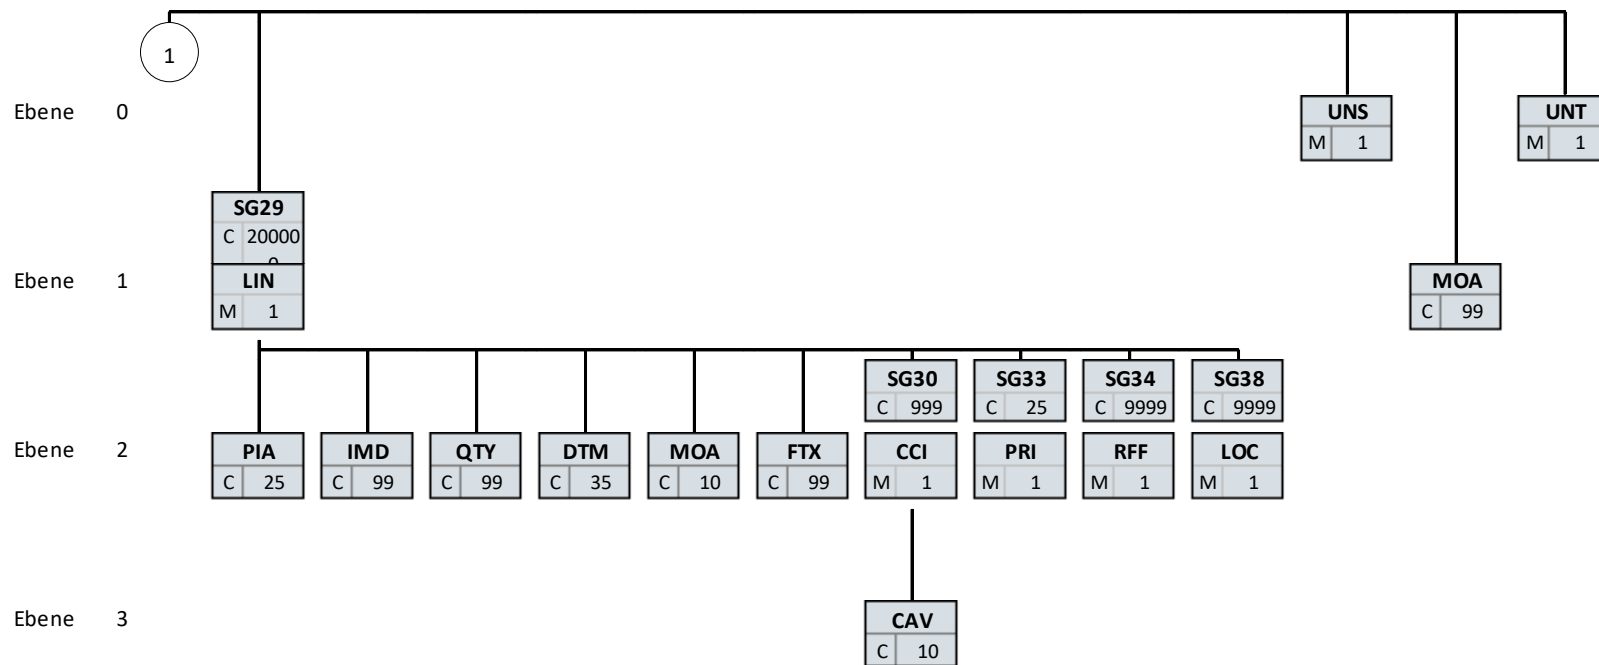 1
Ebene 0
UNS
M 1
UNT
M 1
SG29
C 20000
Ebene 1
LIN
M 1
MOA
C 99
SG30
C 999
SG33
C 25
SG34
C 9999
SG38
C 9999
Ebene 2
PIA
C 25
IMD
C 99
QTY
C 99
DTM
C 35
MOA
C 10
FTX
C 99
CCI
M 1
PRI
M 1
RFF
M 1
LOC
M 1
Ebene 3
CAV
C 10